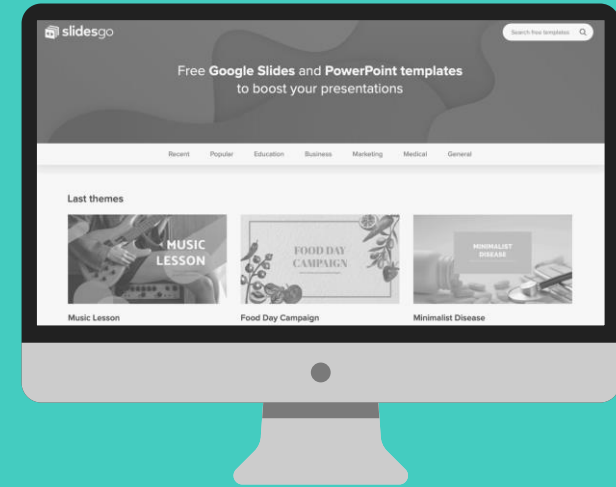 slidesgo
Search free templates
Free Google Slides and PowerPoint templates
to boost your presentations
Recent Popular Education Business Marketing Medical General
Last themes
MUSIC
LESSON
FOOD DAY
CAMPAIGN
MINIMALIST
DISEASE
Music Lesson Food Day Campaign Minimalist Disease